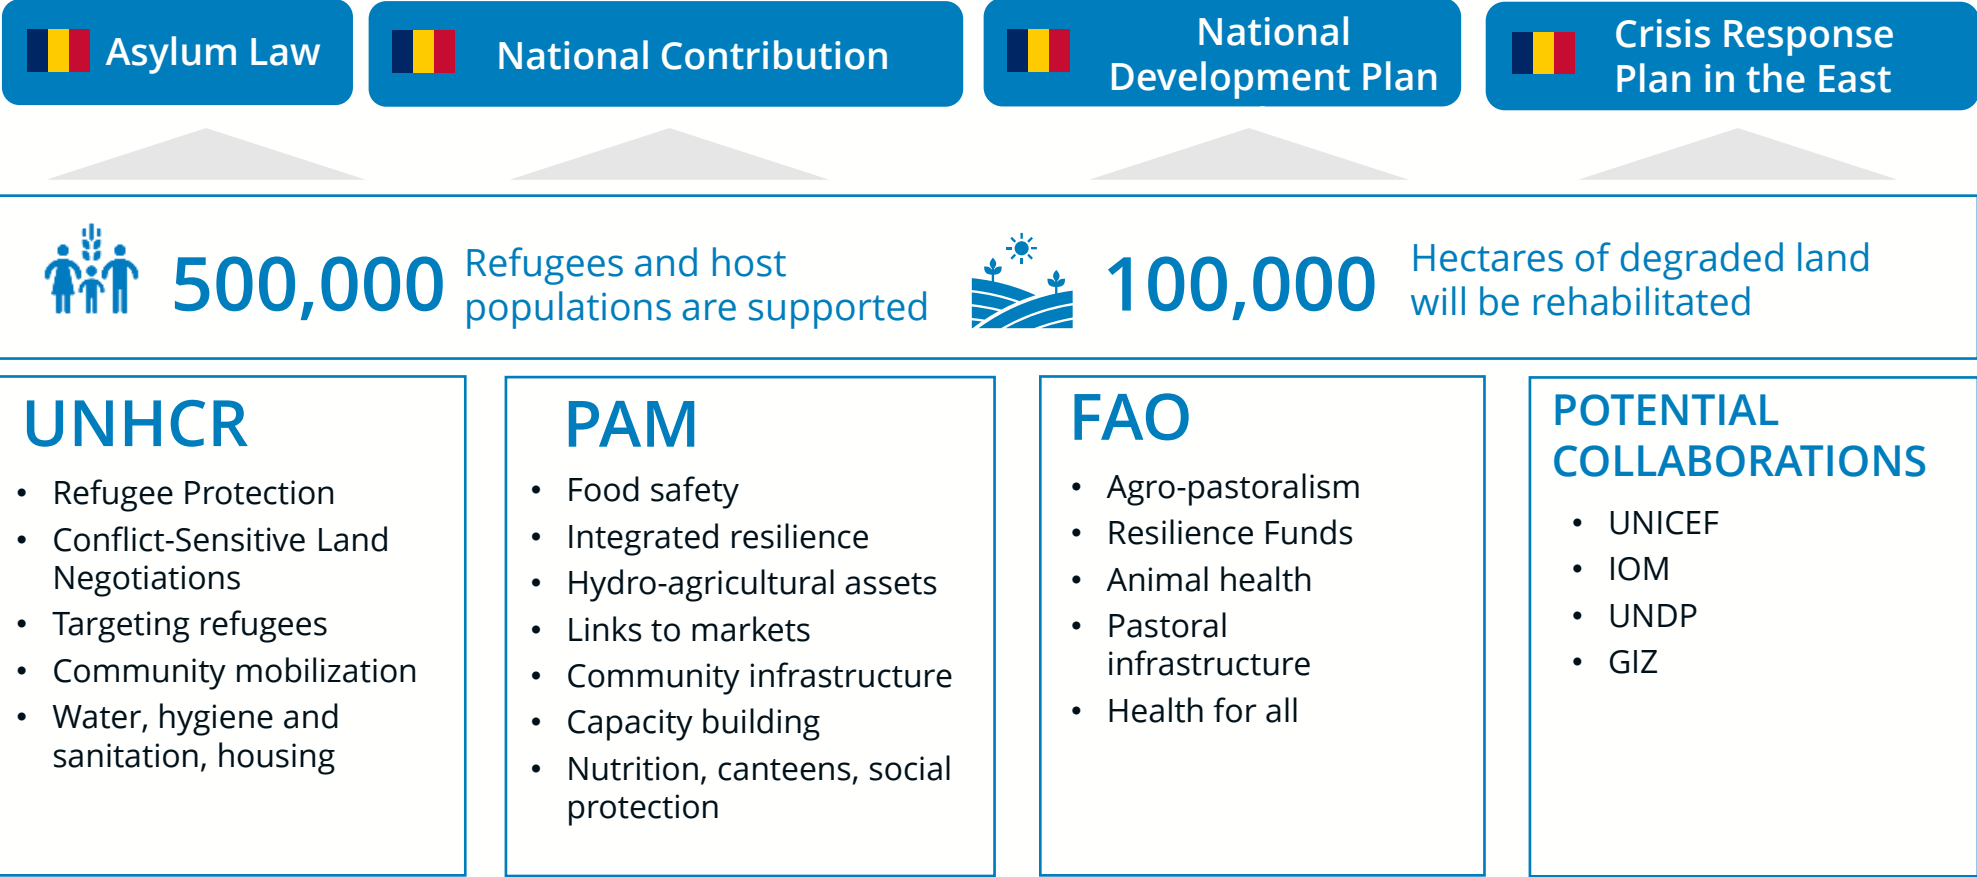 Asylum Law
National Contribution
National
Development Plan
Crisis Response
Plan in the East
500,000
Refugees and host
populations are supported
100,000
Hectares of degraded land
will be rehabilitated
UNHCR
• Refugee Protection
• Conflict-Sensitive Land
Negotiations
• Targeting refugees
• Community mobilization
• Water, hygiene and
sanitation, housing
PAM
• Food safety
• Integrated resilience
• Hydro-agricultural assets
• Links to markets
• Community infrastructure
• Capacity building
• Nutrition, canteens, social
protection
FAO
• Agro-pastoralism
• Resilience Funds
• Animal health
• Pastoral
infrastructure
• Health for all
POTENTIAL
COLLABORATIONS
• UNICEF
• IOM
• UNDP
• GIZ